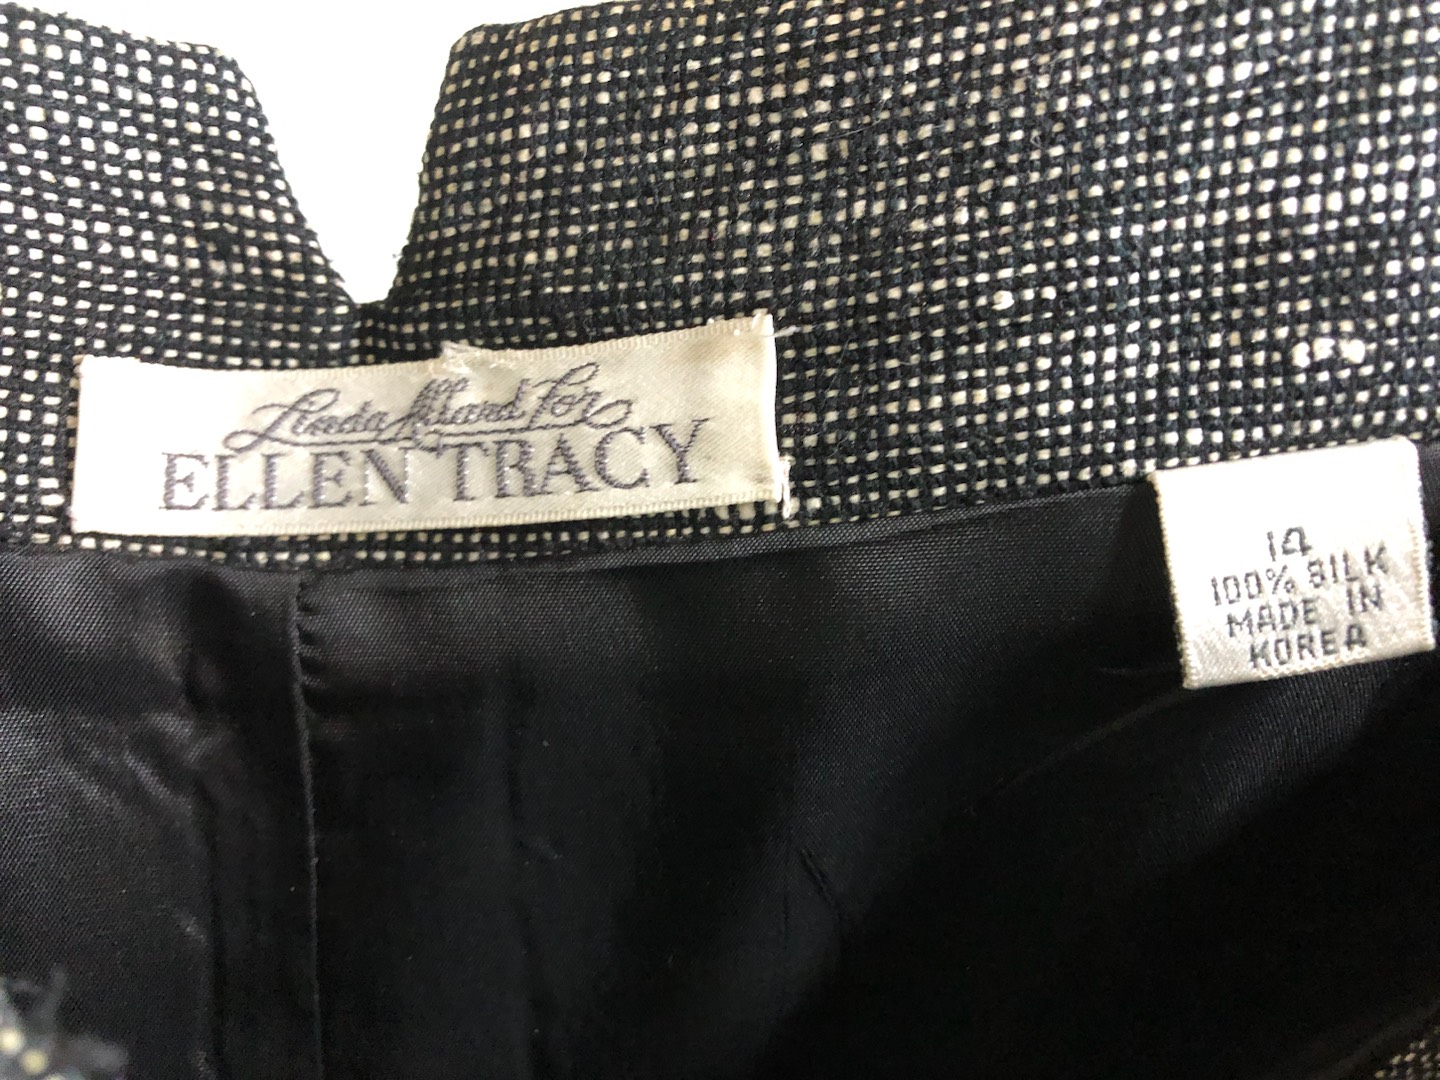 Linda Allard for
ELLEN TRACY
14
100% SILK
MADE IN
KOREA